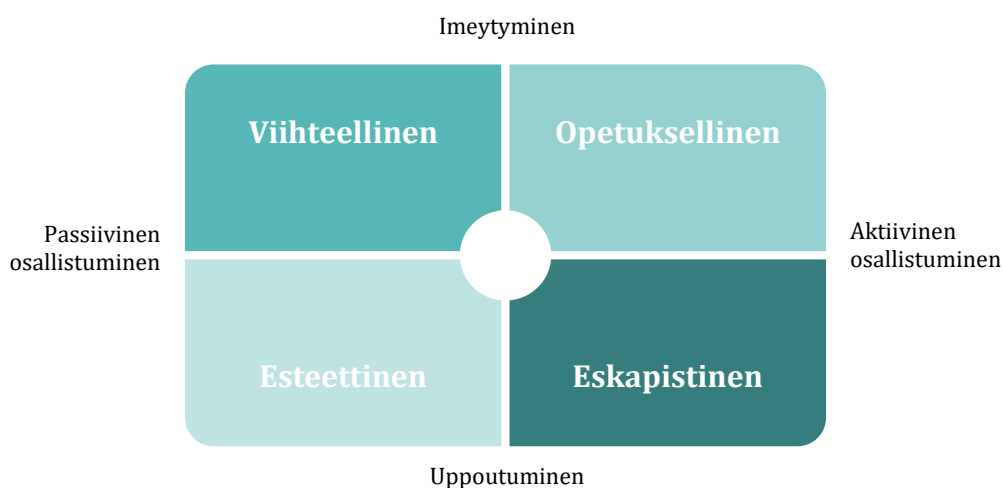 Imeytyminen
Viihteellinen
Opetuksellinen
Passiivinen
osallistuminen
Aktiivinen
osallistuminen
Esteettinen
Eskapistinen
Uppoutuminen